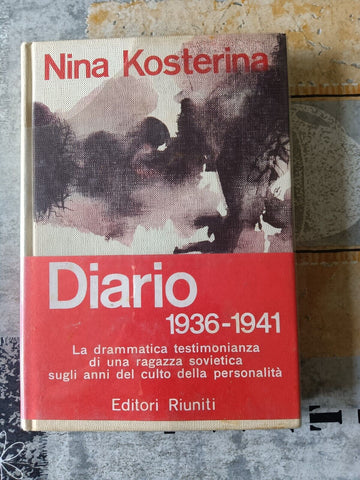 Nina Kosterina
Diario
1936-1941
La drammatica testimonianza
di una ragazza sovietica
sugli anni del culto della personalità
Editori Riuniti